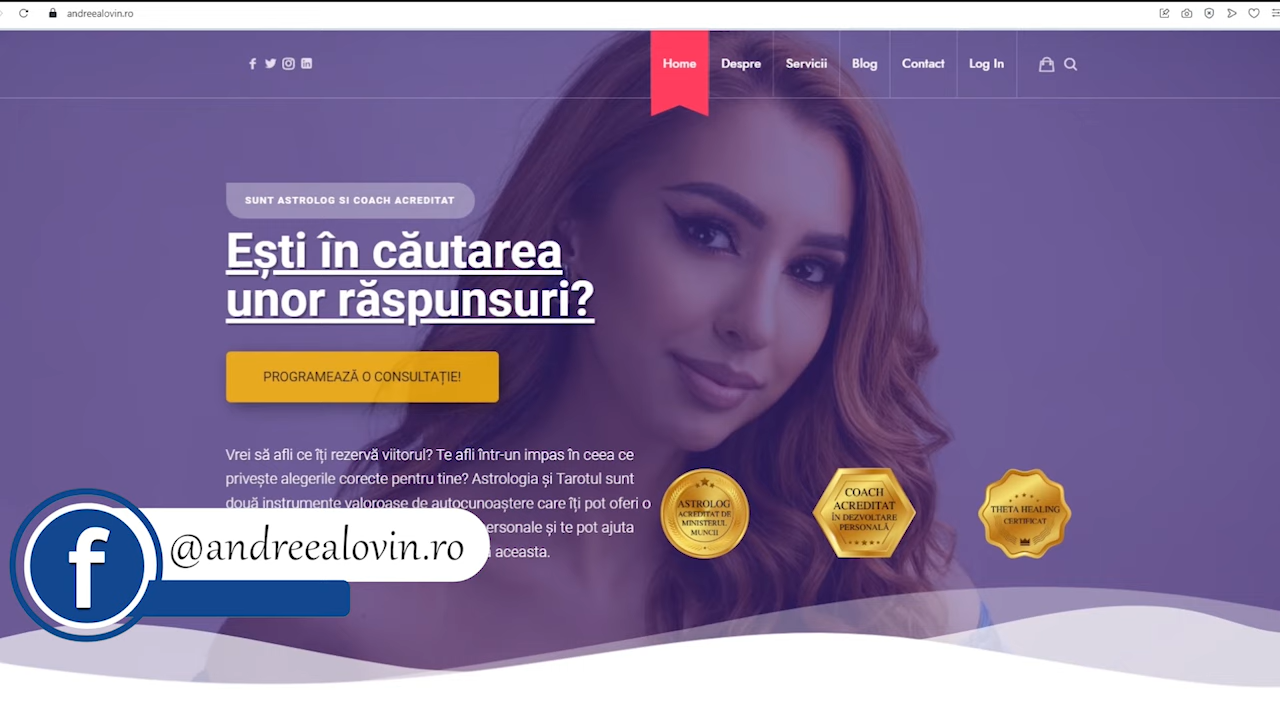 andreealovin.ro
Home
Despre
Servicii
Blog
Contact
Log In
SUNT ASTROLOG SI COACH ACREDITAT
Ești în căutarea
unor răspunsuri?
PROGRAMEAZĂ O CONSULTAȚIE!
Vrei să afli ce îți rezervă viitorul? Te afli într-un impas în ceea ce
privește alegerile corecte pentru tine? Astrologia și Tarotul sunt
două instrumente valoroase de autocunoaștere care îți pot oferi o
personale și te pot ajuta
aceasta.
ASTROLOG
ACREDITAT DE
MINISTERUL
MUNCII
COACH
ACREDITAT
ÎN DEZVOLTARE
PERSONALĂ
THETA HEALING
CERTIFICAT
@andreealovin.ro